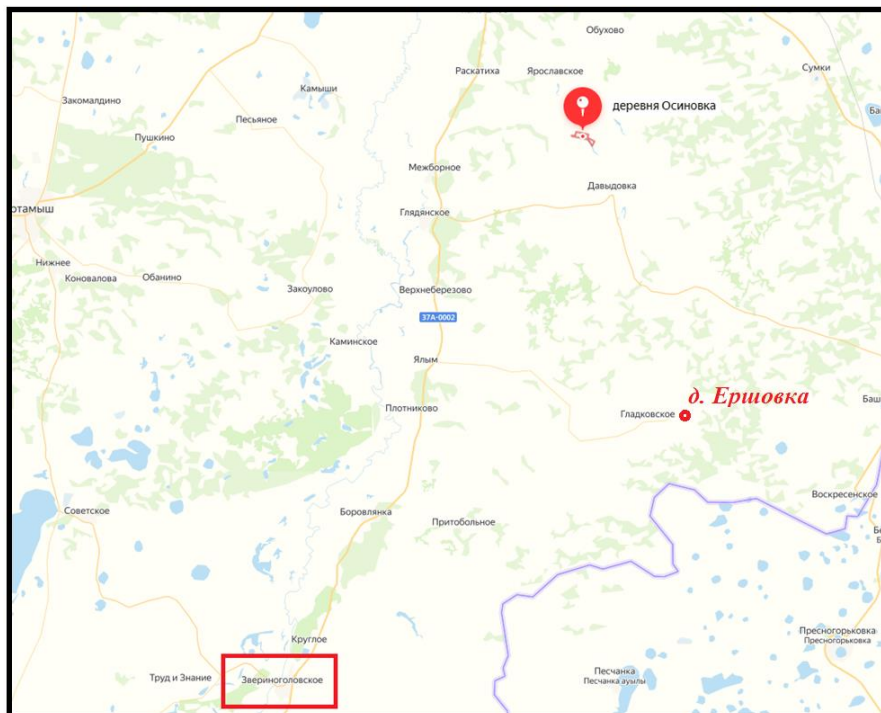 Обухово
Раскатиха
Ярославское
Сумки
Камыши
деревня Осиновка
Закомалдино
Песьяное
Пушкино
Межборное
Давыдовка
Глядянское
Нижнее
Коновалова
Обанино
Закоулово
Верхнеберезово
37А-0002
Каминское
Ялым
д. Ершовка
Плотниково
Гладковское
Воскресенское
Советское
Боровлянка
Притобольное
Круглое
Пресногорьковка
Пресногорьковка
Труд и Знание
Звериноголовское
Песчанка
Песчанка ауылы